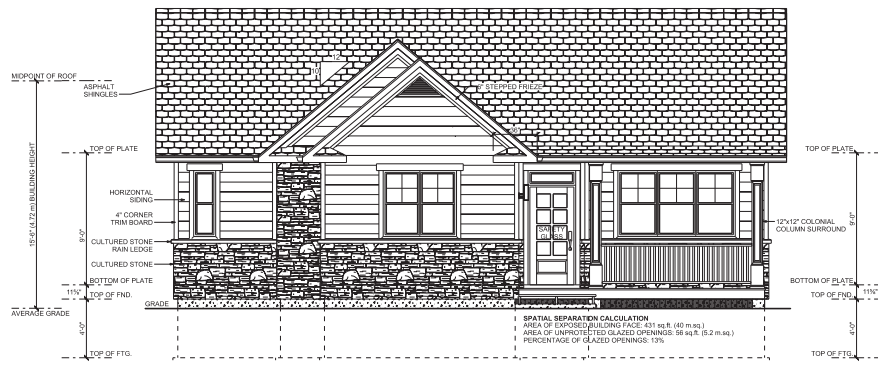 12
10
MIDPOINT OF ROOF
ASPHALT
SHINGLES
8" STEPPED FRIEZE
36"
TOP OF PLATE
TOP OF PLATE
15'-6" (4.72 m) BUILDING HEIGHT
9'-0"
HORIZONTAL
SIDING
4" CORNER
TRIM BOARD
CULTURED STONE
RAIN LEDGE
CULTURED STONE
SAFETY
GLASS
12"x12" COLONIAL
COLUMN SURROUND
9'-0"
BOTTOM OF PLATE
BOTTOM OF PLATE
11⅝"
TOP OF FND.
TOP OF FND.
11⅝"
GRADE
AVERAGE GRADE
4'-0"
SPATIAL SEPARATION CALCULATION
AREA OF EXPOSED BUILDING FACE: 431 sq.ft. (40 m.sq.)
AREA OF UNPROTECTED GLAZED OPENINGS: 56 sq.ft. (5.2 m.sq.)
PERCENTAGE OF GLAZED OPENINGS: 13%
4'-0"
TOP OF FTG.
TOP OF FTG.